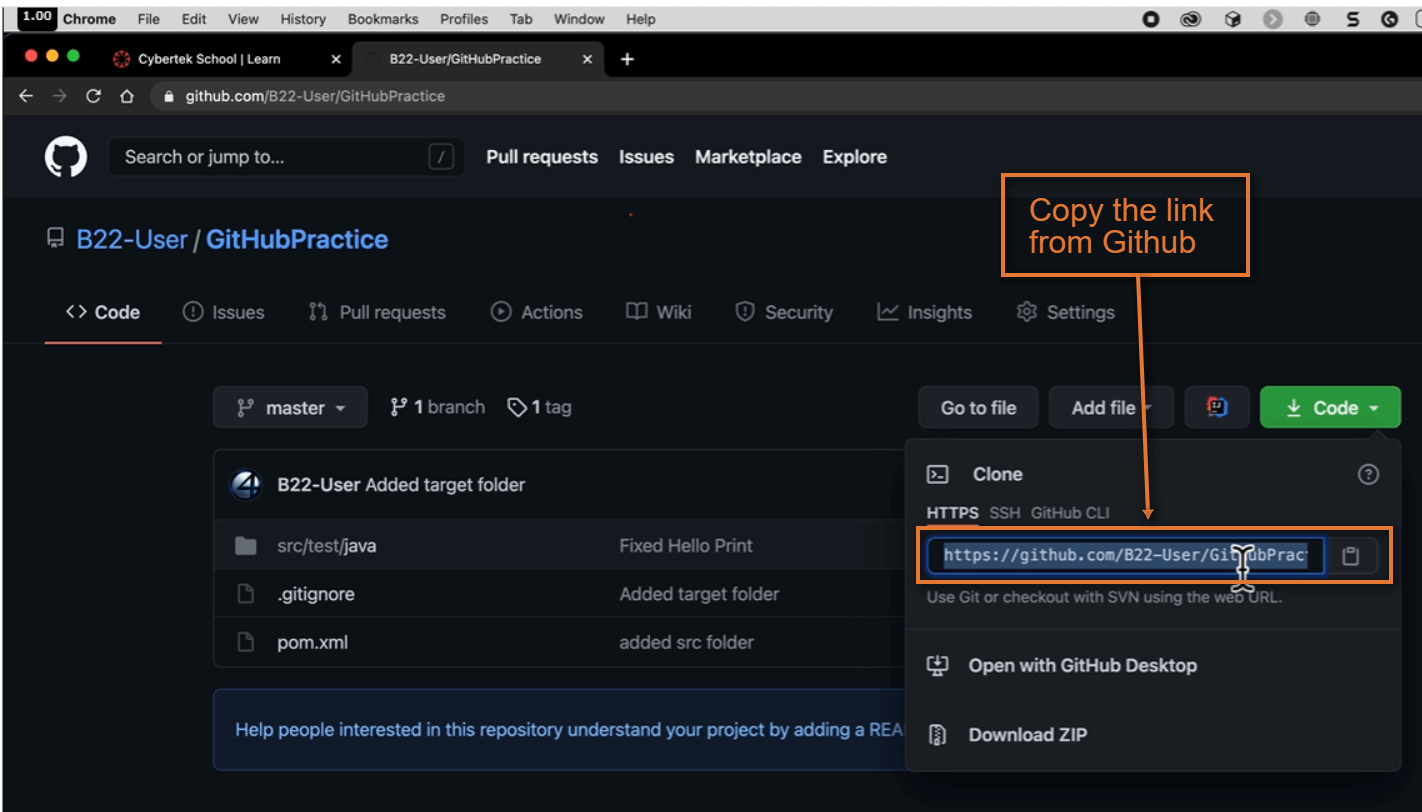 1.00 Chrome File Edit View History Bookmarks Profiles Tab Window Help
Cybertek School | Learn B22-User/GitHubPractice
github.com/B22-User/GitHubPractice
Search or jump to... / Pull requests Issues Marketplace Explore
Copy the link
from Github
B22-User / GitHubPractice
Code Issues Pull requests Actions Wiki Security Insights Settings
master 1 branch 1 tag Go to file Add file Code
B22-User Added target folder
Clone
HTTPS SSH GitHub CLI
src/test/java Fixed Hello Print
https://github.com/B22-User/GitHubPract
.gitignore Added target folder
Use Git or checkout with SVN using the web URL.
pom.xml added src folder
Open with GitHub Desktop
Help people interested in this repository understand your project by adding a REA
Download ZIP